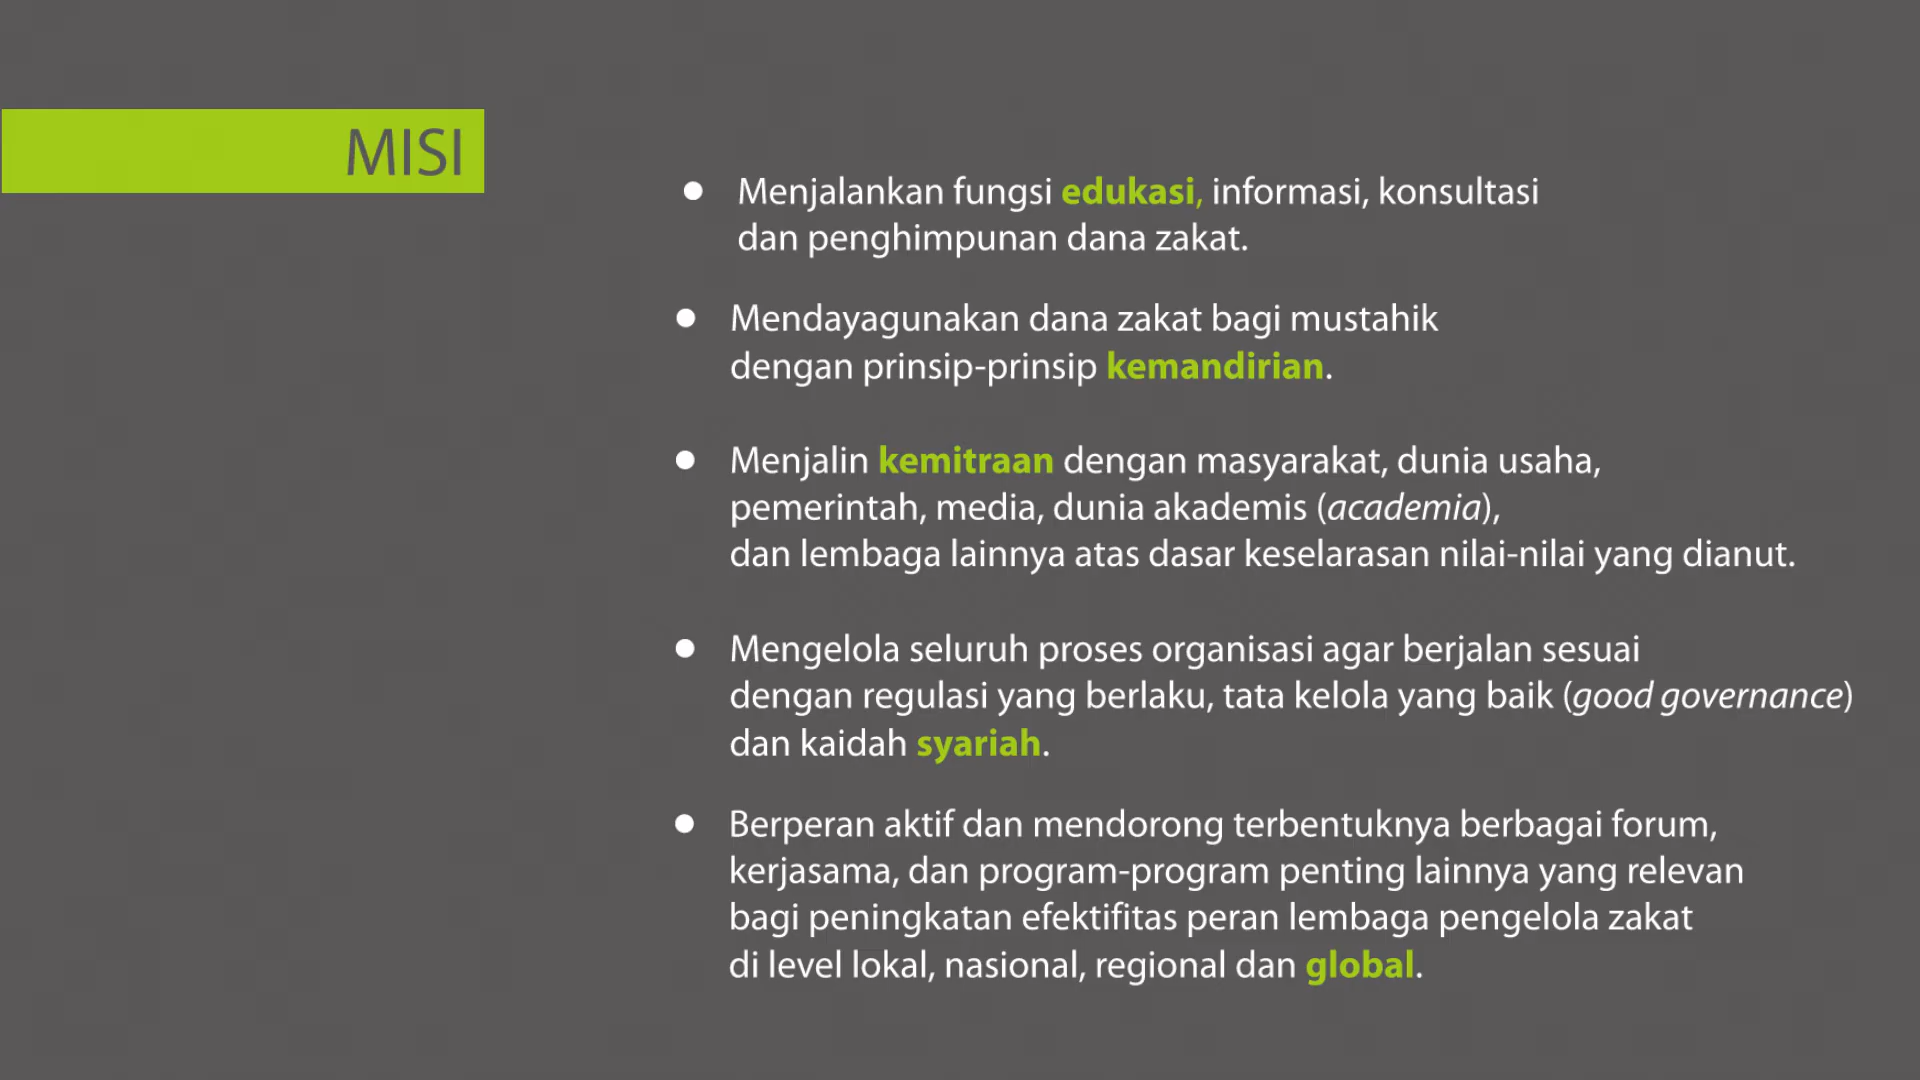 MISI
● Menjalankan fungsi edukasi, informasi, konsultasi
dan penghimpunan dana zakat.
● Mendayagunakan dana zakat bagi mustahik
dengan prinsip-prinsip kemandirian.
● Menjalin kemitraan dengan masyarakat, dunia usaha,
pemerintah, media, dunia akademis (academia),
dan lembaga lainnya atas dasar keselarasan nilai-nilai yang dianut.
● Mengelola seluruh proses organisasi agar berjalan sesuai
dengan regulasi yang berlaku, tata kelola yang baik (good governance)
dan kaidah syariah.
● Berperan aktif dan mendorong terbentuknya berbagai forum,
kerjasama, dan program-program penting lainnya yang relevan
bagi peningkatan efektifitas peran lembaga pengelola zakat
di level lokal, nasional, regional dan global.